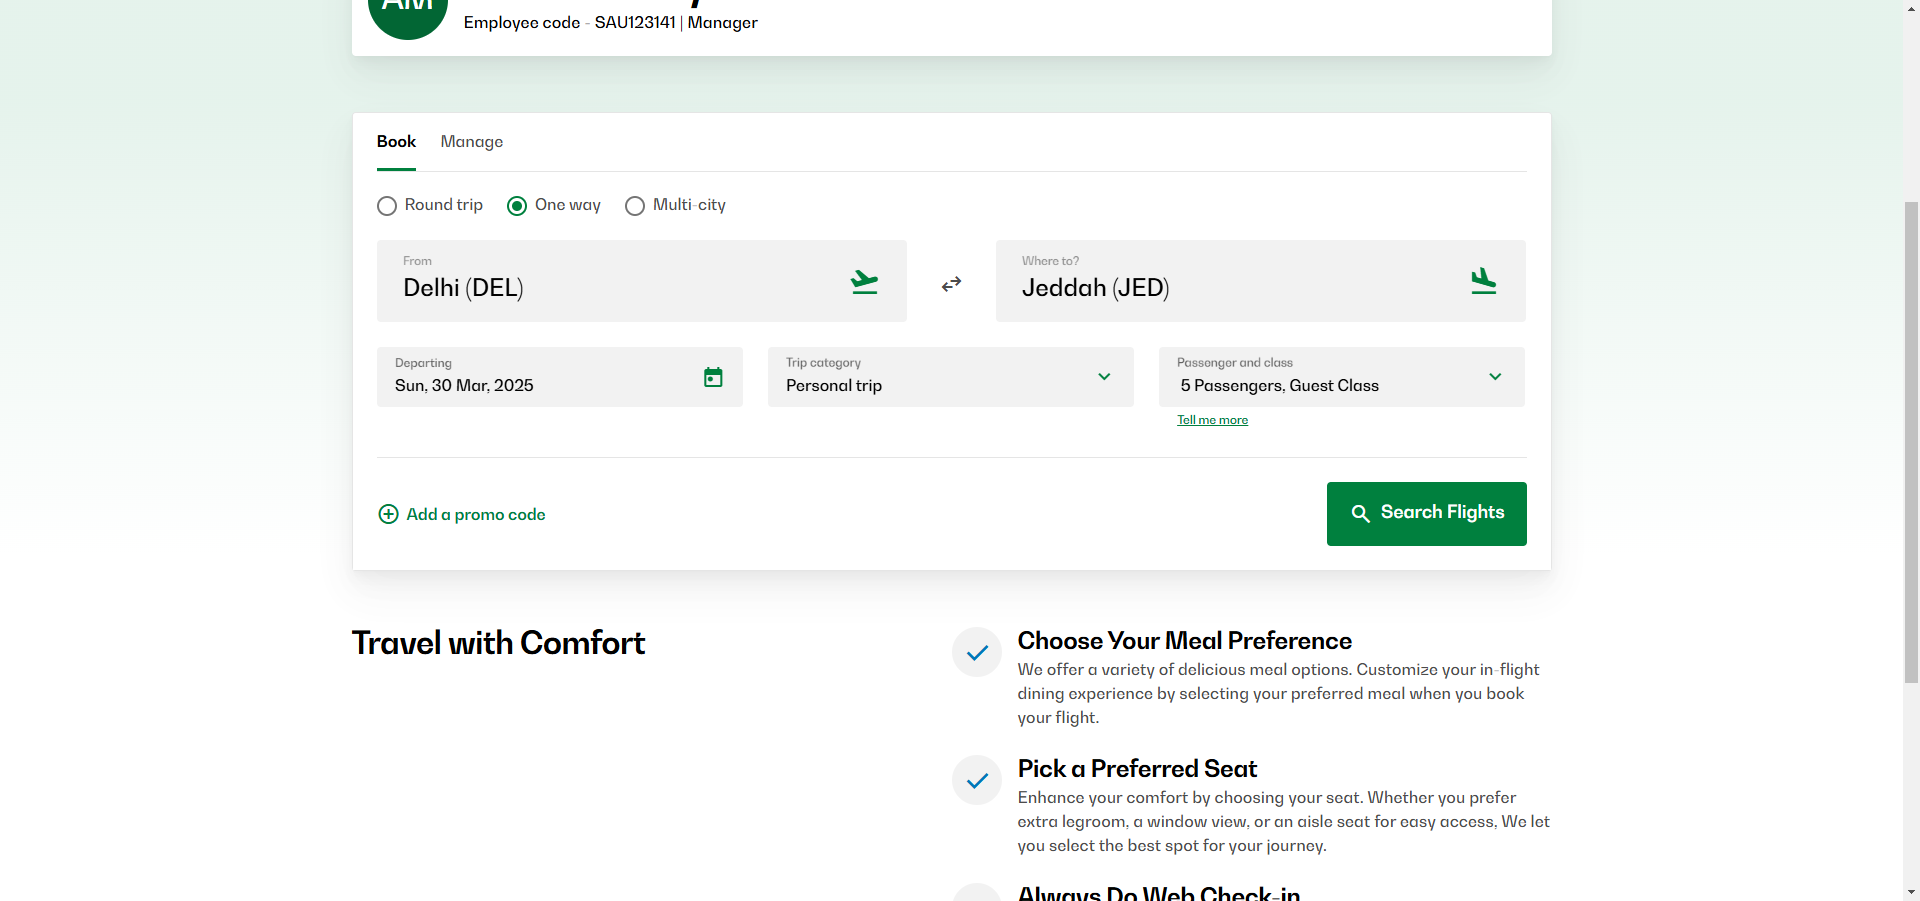 AM
Employee code - SAU123141 | Manager
Book
Manage
Round trip
One way
Multi-city
From
Delhi (DEL)
Where to?
Jeddah (JED)
Departing
Sun, 30 Mar, 2025
Trip category
Personal trip
Passenger and class
5 Passengers, Guest Class
Tell me more
Add a promo code
Search Flights
Travel with Comfort
Choose Your Meal Preference
We offer a variety of delicious meal options. Customize your in-flight
dining experience by selecting your preferred meal when you book
your flight.
Pick a Preferred Seat
Enhance your comfort by choosing your seat. Whether you prefer
extra legroom, a window view, or an aisle seat for easy access, We let
you select the best spot for your journey.
Always Do Web Check-in